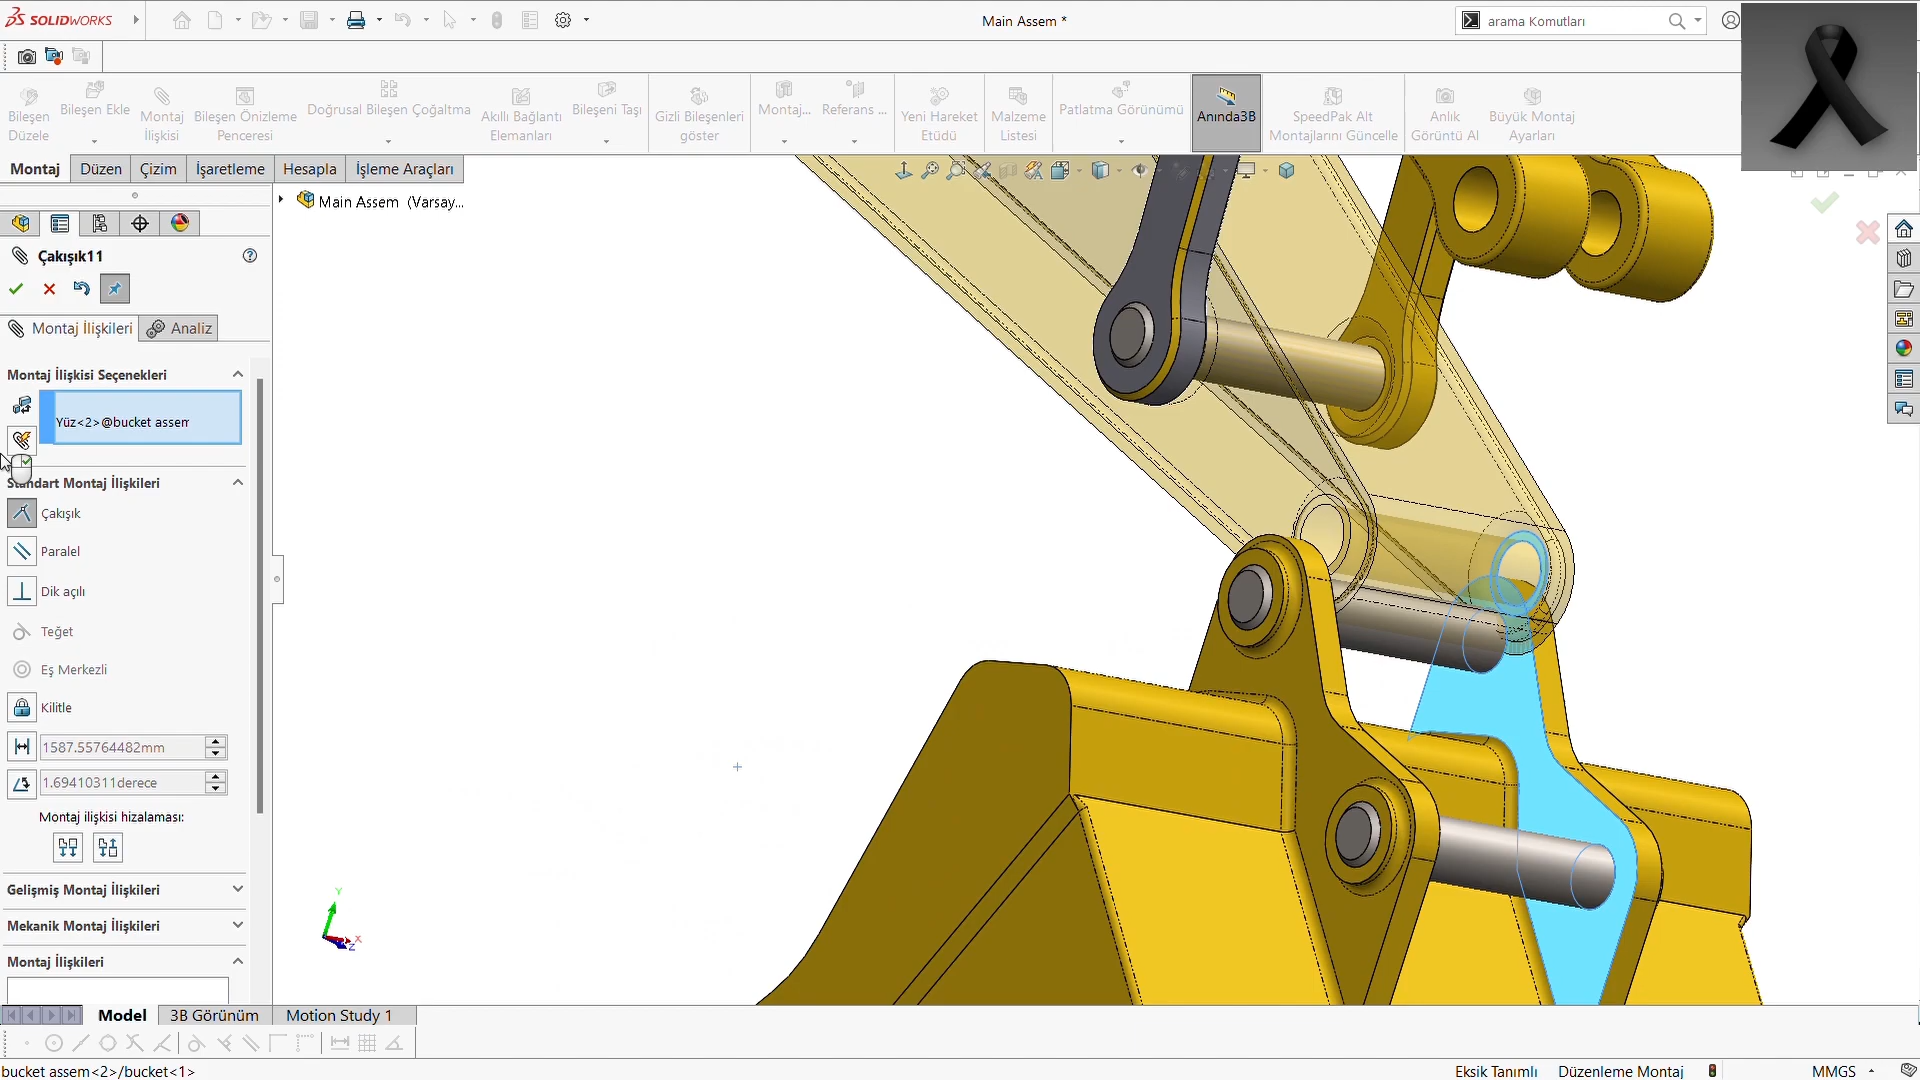 SOLIDWORKS
Main Assem *
arama Komutları
Bileşen Düzele
Bileşen Ekle
Montaj İlişkisi
Bileşen Önizleme Penceresi
Doğrusal Bileşen Çoğaltma
Akıllı Bağlantı Elemanları
Bileşeni Taşı
Gizli Bileşenleri göster
Montaj...
Referans ...
Yeni Hareket Etüdü
Malzeme Listesi
Patlatma Görünümü
Anında3B
SpeedPak Alt Montajlarını Güncelle
Anlık Görüntü Al
Büyük Montaj Ayarları
Montaj
Düzen
Çizim
İşaretleme
Hesapla
İşleme Araçları
Main Assem (Varsay...
Çakışık11
Montaj İlişkileri
Analiz
Montaj İlişkisi Seçenekleri
Yüz<2>@bucket assem
Standart Montaj İlişkileri
Çakışık
Paralel
Dik açılı
Teğet
Eş Merkezli
Kilitle
1587.55764482mm
1.69410311derece
Montaj ilişkisi hizalaması:
Gelişmiş Montaj İlişkileri
Mekanik Montaj İlişkileri
Montaj İlişkileri
Y
X
Z
Model
3B Görünüm
Motion Study 1
bucket assem<2>/bucket<1>
Eksik Tanımlı
Düzenleme Montaj
MMGS